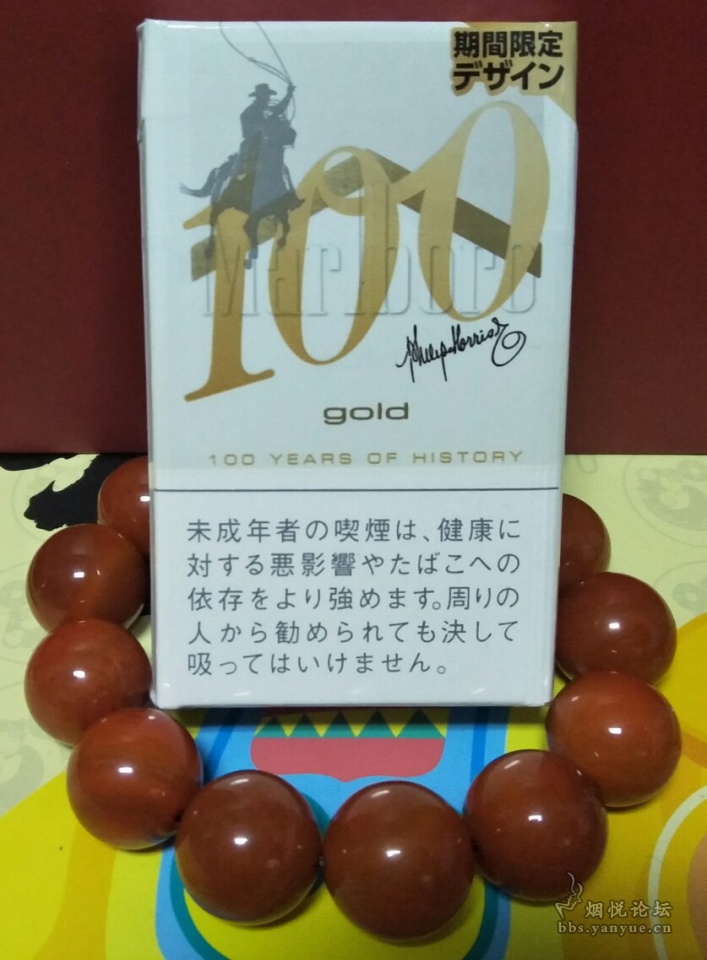 期間限定
デザイン
100
Marlboro
Philip Morris
gold
100 YEARS OF HISTORY
未成年者の喫煙は、健康に
対する悪影響やたばこへの
依存をより強めます。周りの
人から勧められても決して
吸ってはいけません。
烟悦论坛
bbs.yanyue.cn